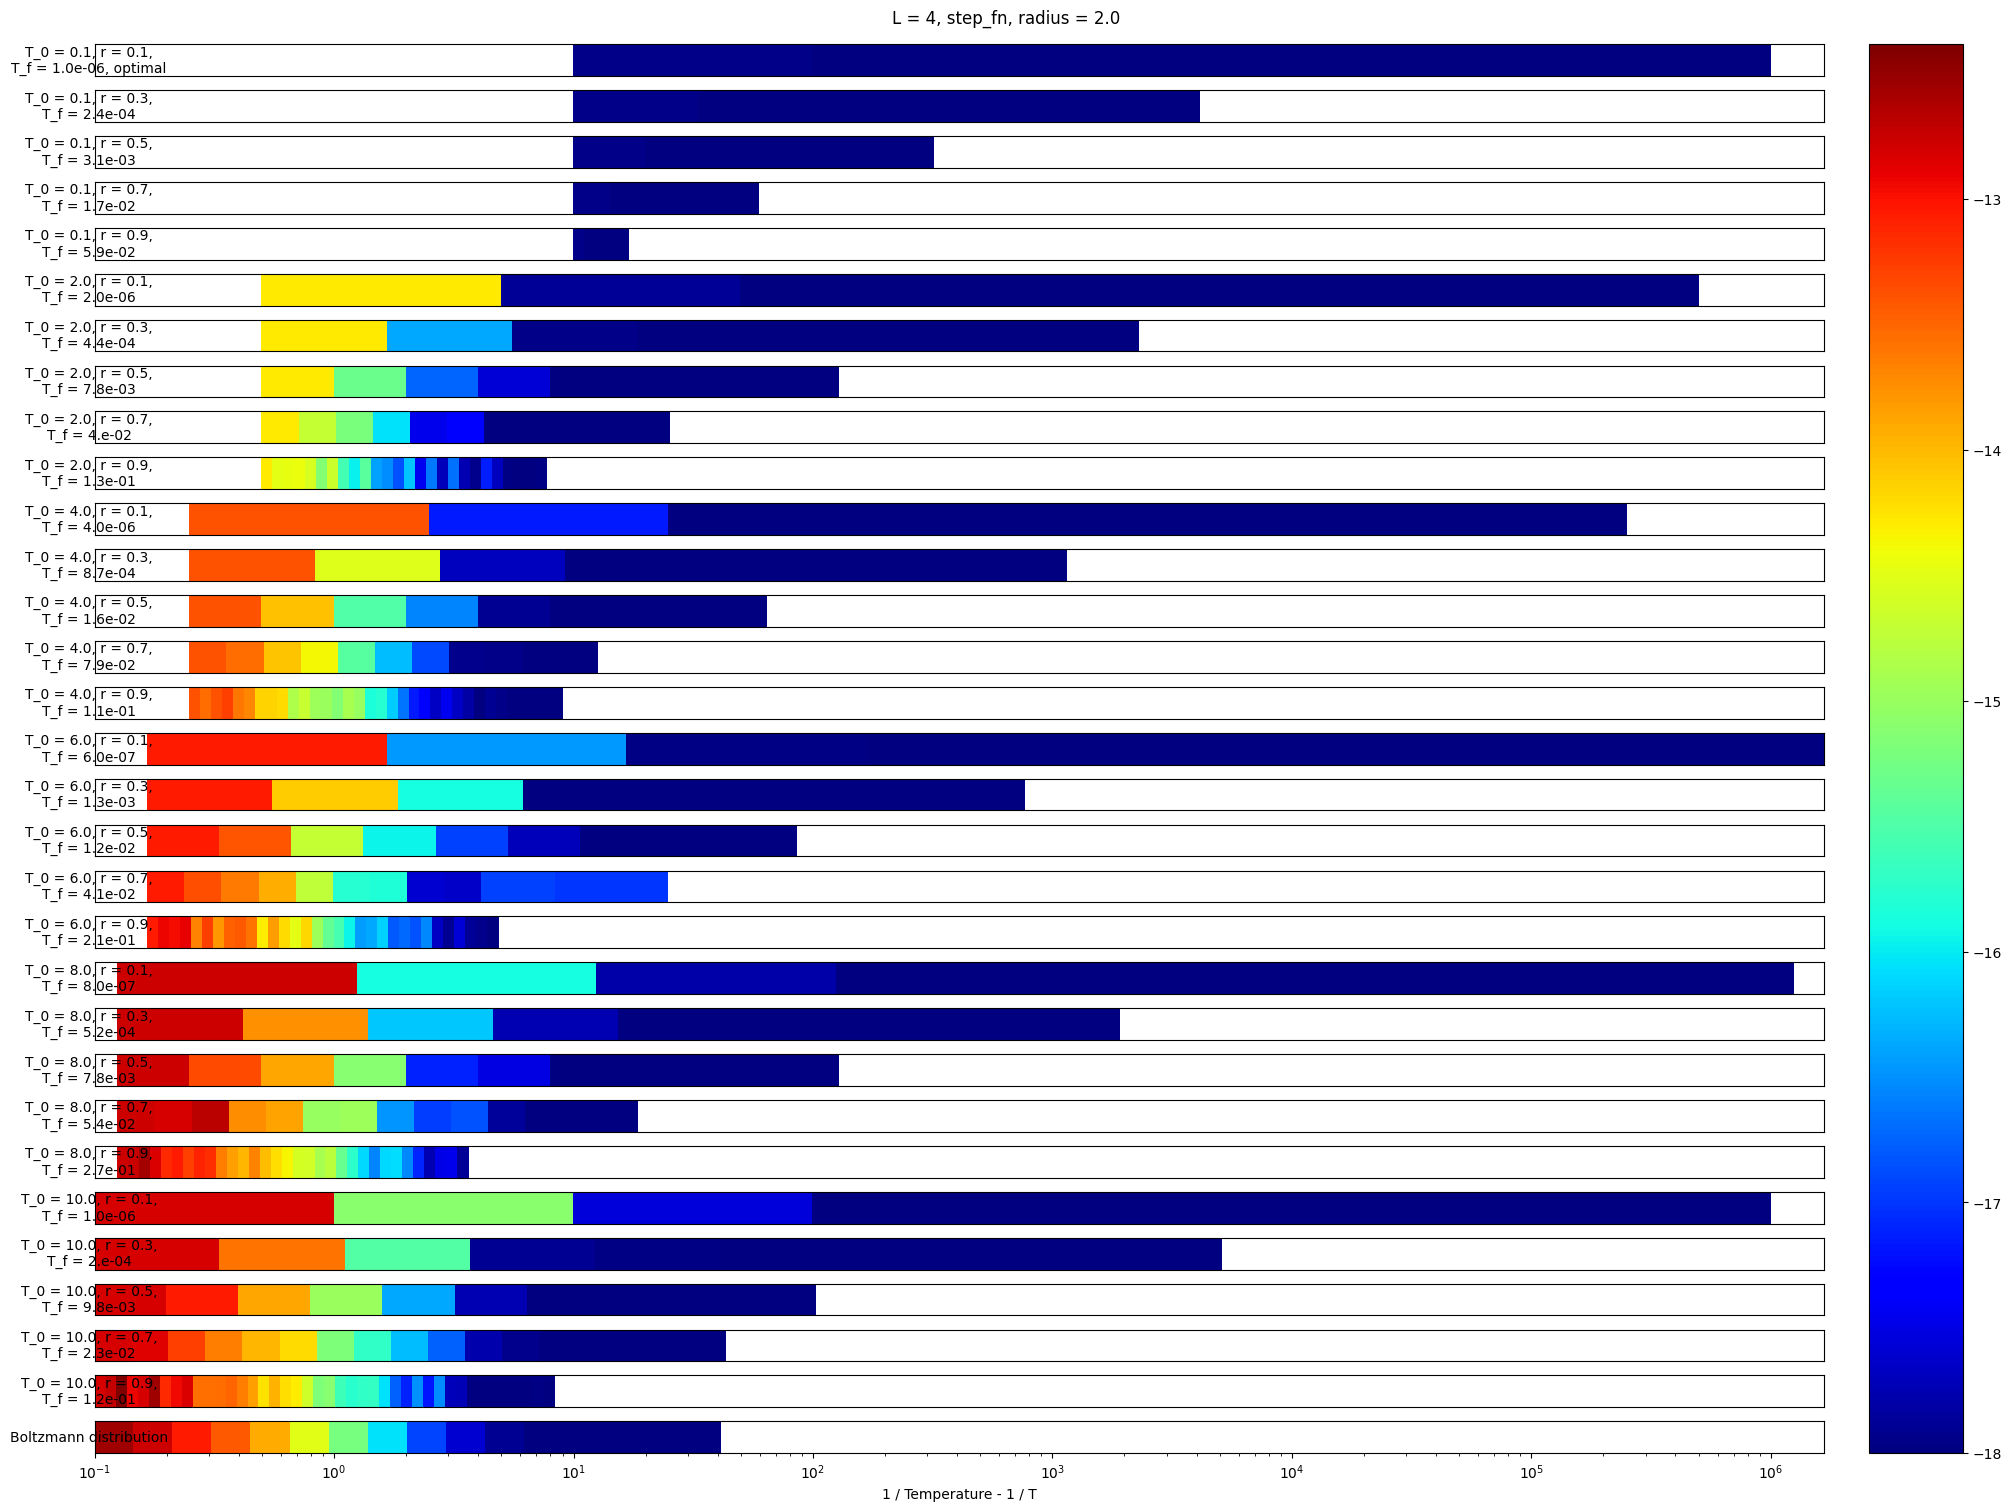 L = 4, step_fn, radius = 2.0
T_0 = 0.1, r = 0.1,
T_f = 1.0e-06, optimal
T_0 = 0.1, r = 0.3,
T_f = 2.4e-04
T_0 = 0.1, r = 0.5,
T_f = 3.1e-03
T_0 = 0.1, r = 0.7,
T_f = 1.7e-02
T_0 = 0.1, r = 0.9,
T_f = 5.9e-02
T_0 = 2.0, r = 0.1,
T_f = 2.0e-06
T_0 = 2.0, r = 0.3,
T_f = 4.4e-04
T_0 = 2.0, r = 0.5,
T_f = 7.8e-03
T_0 = 2.0, r = 0.7,
T_f = 4.e-02
T_0 = 2.0, r = 0.9,
T_f = 1.3e-01
T_0 = 4.0, r = 0.1,
T_f = 4.0e-06
T_0 = 4.0, r = 0.3,
T_f = 8.7e-04
T_0 = 4.0, r = 0.5,
T_f = 1.6e-02
T_0 = 4.0, r = 0.7,
T_f = 7.9e-02
T_0 = 4.0, r = 0.9,
T_f = 1.1e-01
T_0 = 6.0, r = 0.1,
T_f = 6.0e-07
T_0 = 6.0, r = 0.3,
T_f = 1.3e-03
T_0 = 6.0, r = 0.5,
T_f = 1.2e-02
T_0 = 6.0, r = 0.7,
T_f = 4.1e-02
T_0 = 6.0, r = 0.9,
T_f = 2.1e-01
T_0 = 8.0, r = 0.1,
T_f = 8.0e-07
T_0 = 8.0, r = 0.3,
T_f = 5.2e-04
T_0 = 8.0, r = 0.5,
T_f = 7.8e-03
T_0 = 8.0, r = 0.7,
T_f = 5.4e-02
T_0 = 8.0, r = 0.9,
T_f = 2.7e-01
T_0 = 10.0, r = 0.1,
T_f = 1.0e-06
T_0 = 10.0, r = 0.3,
T_f = 2.e-04
T_0 = 10.0, r = 0.5,
T_f = 9.8e-03
T_0 = 10.0, r = 0.7,
T_f = 2.3e-02
T_0 = 10.0, r = 0.9,
T_f = 1.2e-01
Boltzmann distribution
10⁻¹ 10⁰ 10¹ 10² 10³ 10⁴ 10⁵ 10⁶
1 / Temperature - 1 / T
−13
−14
−15
−16
−17
−18